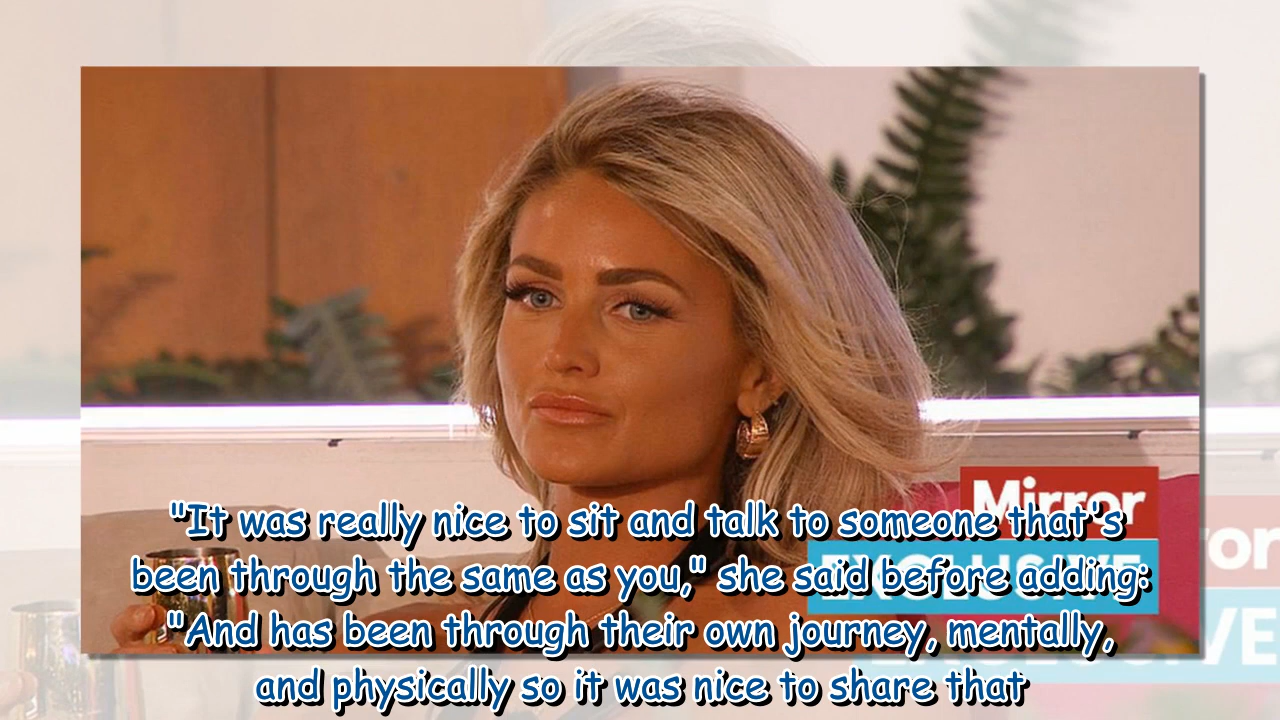 Mirror
EXCLUSIVE
"It was really nice to sit and talk to someone that's
been through the same as you," she said before adding:
"And has been through their own journey, mentally,
and physically so it was nice to share that